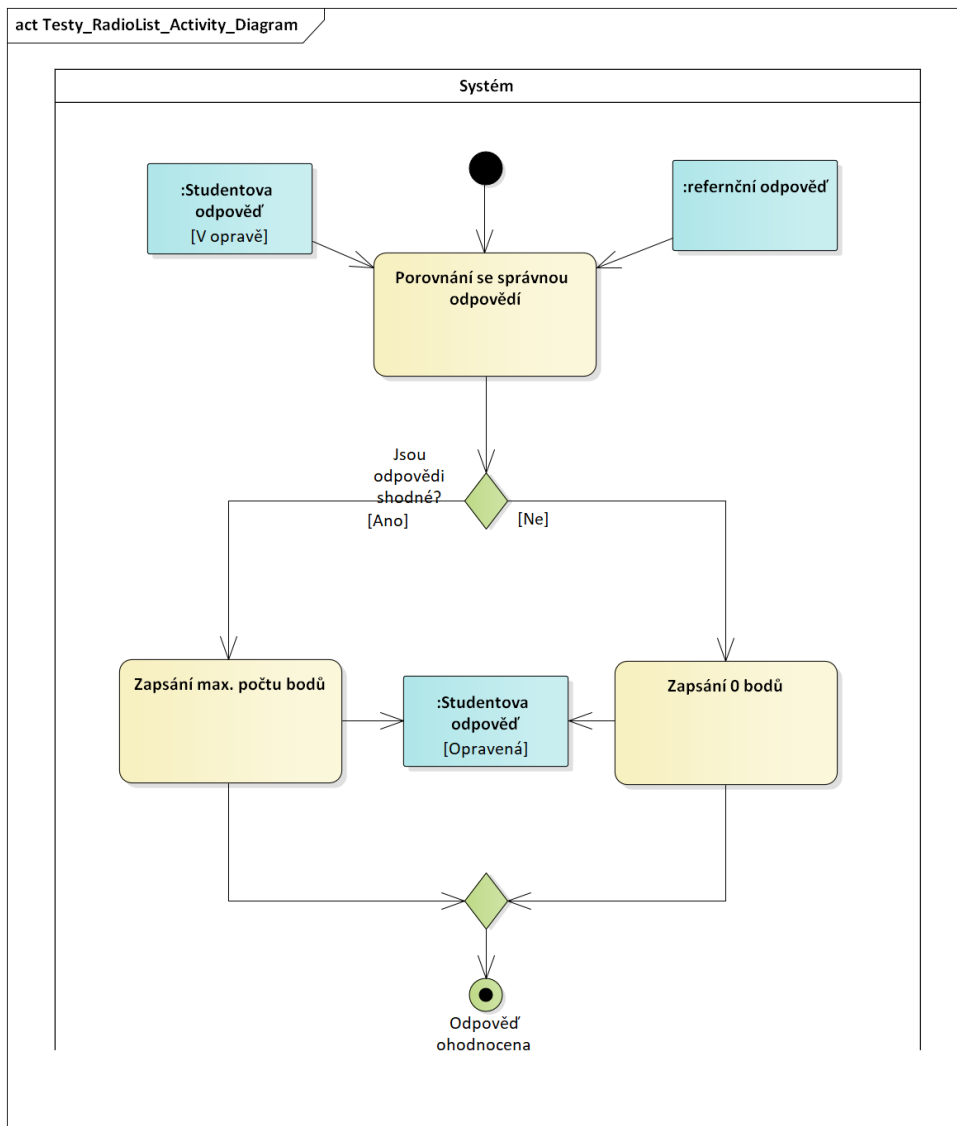 act Testy_RadioList_Activity_Diagram
Systém
:Studentova
odpověď
[V opravě]
:refernční odpověď
Porovnání se správnou
odpovědí
Jsou
odpovědi
shodné?
[Ano]
[Ne]
Zapsání max. počtu bodů
:Studentova
odpověď
[Opravená]
Zapsání 0 bodů
Odpověď
ohodnocena